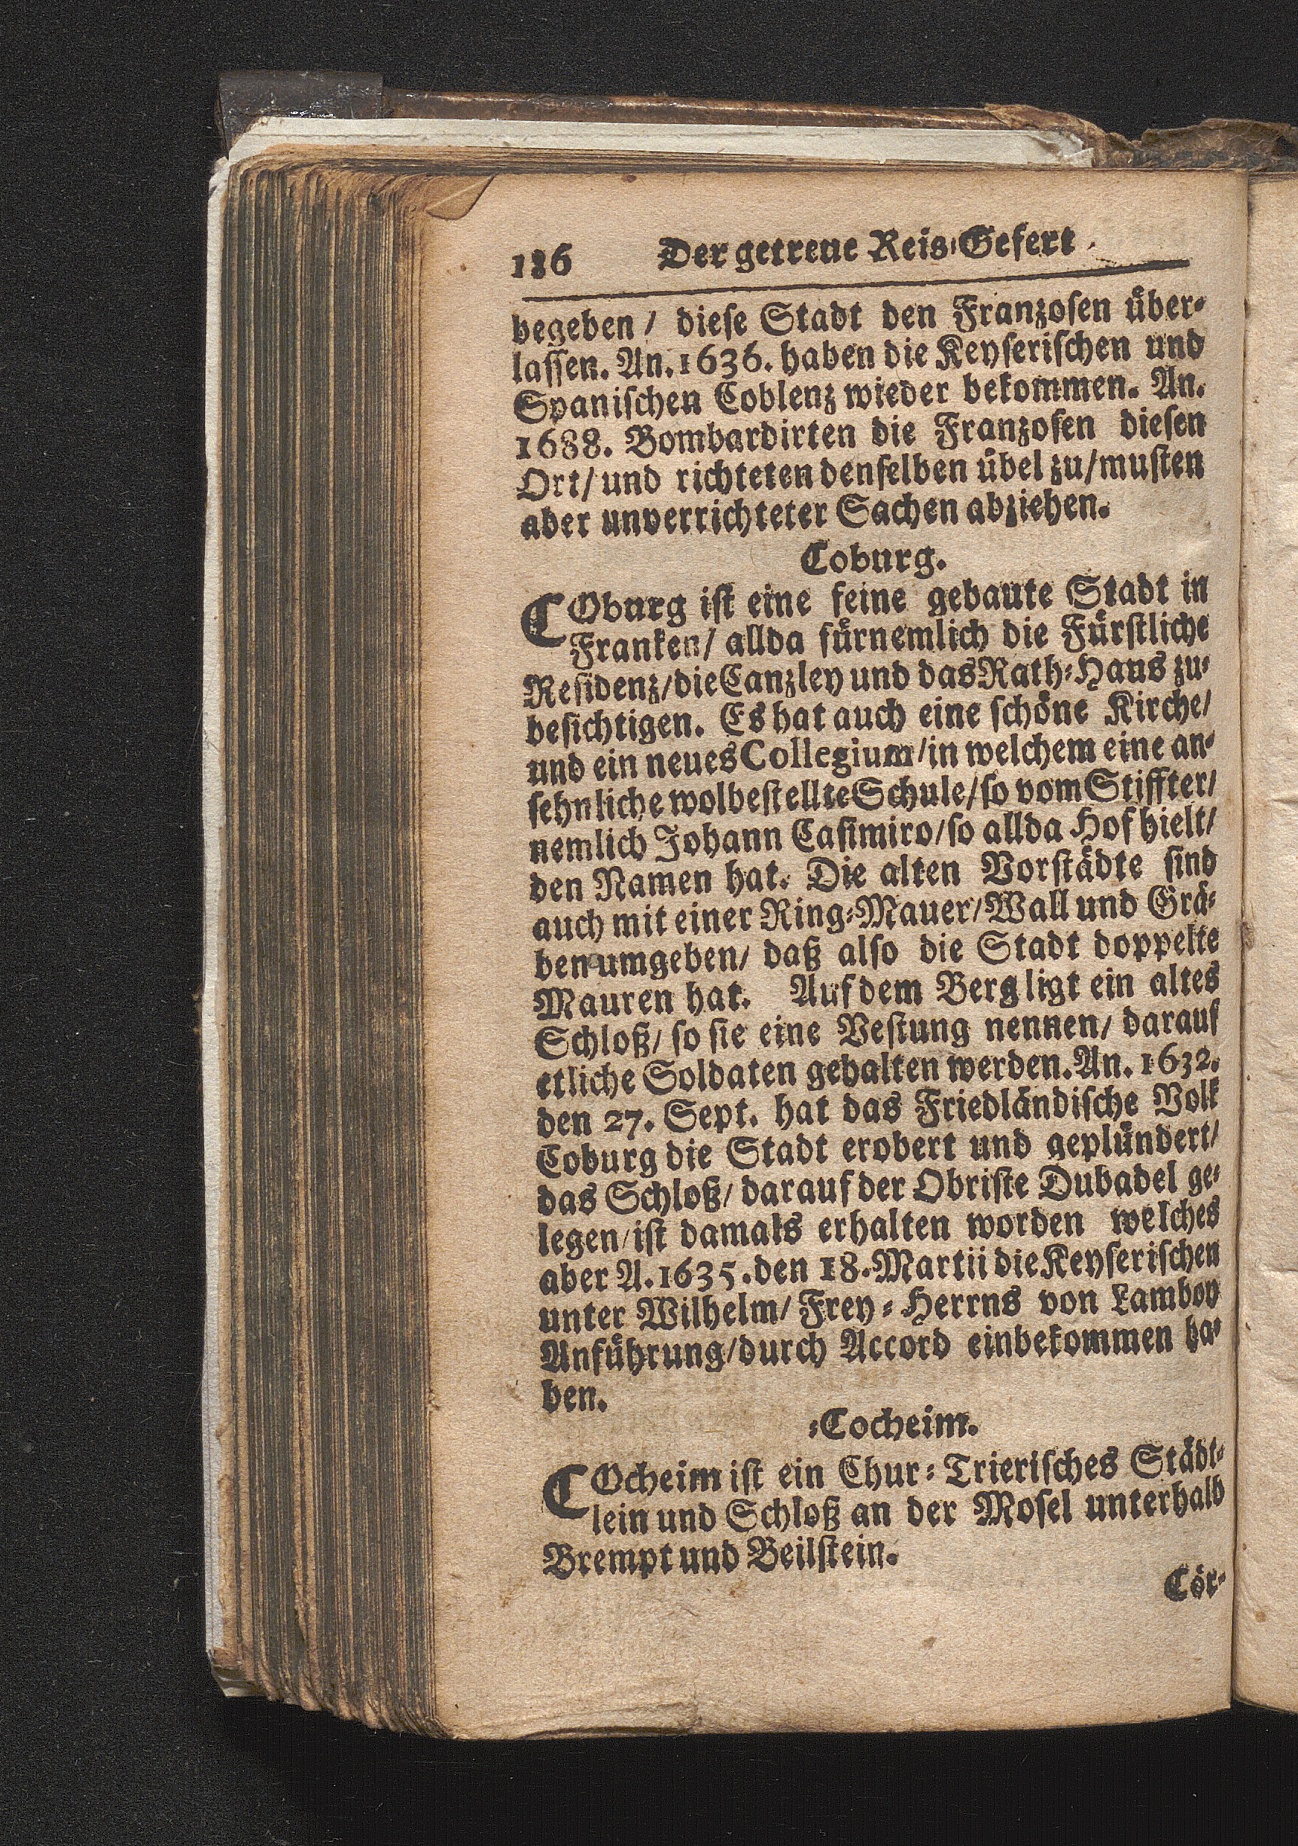 186 Der getreue Reis-Gefert
begeben / diese Stadt den Franzosen über-
lassen. An. 1636. haben die Keyserischen und
Spanischen Coblenz wieder bekommen. An.
1688. Bombardirten die Franzosen diesen
Ort/ und richteten denselben übel zu/ musten
aber unverrichteter Sachen abziehen.
Coburg.
COburg ist eine feine gebaute Stadt in
Franken/ allda fürnemlich die Fürstliche
Residenz/ die Canzley und das Rath-Haus zu-
besichtigen. Es hat auch eine schöne Kirche/
und ein neues Collegium/ in welchem eine an-
sehnliche wolbestellte Schule/ so vom Stiffter/
nemlich Johann Casimiro/ so allda Hof hielt/
den Namen hat. Die alten Vorstädte sind
auch mit einer Ring-Mauer/ Wall und Grä-
ben umgeben/ daß also die Stadt doppelte
Mauren hat. Auf dem Berg ligt ein altes
Schloß/ so sie eine Vestung nennen/ darauf
etliche Soldaten gehalten werden. An. 1632.
den 27. Sept. hat das Friedländische Volk
Coburg die Stadt erobert und geplündert/
das Schloß/ darauf der Obriste Dubadel ge-
legen/ ist damals erhalten worden welches
aber A. 1635. den 18. Martii die Keyserischen
unter Wilhelm/ Frey-Herrns von Lamboy
Anführung/ durch Accord einbekommen ha-
ben.
-Cocheim.
COcheim ist ein Chur-Trierisches Städt-
lein und Schloß an der Mosel unterhalb
Brempt und Beilstein.
Cör-